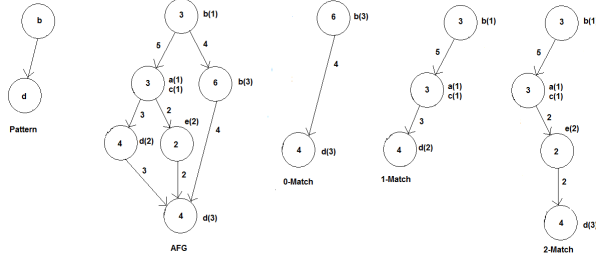 b
d
Pattern
3
b(1)
5
4
3
a(1)
c(1)
6
b(3)
3
2
e(2)
4
d(2)
2
4
3
2
4
d(3)
AFG
6
b(3)
4
4
d(3)
0-Match
3
b(1)
5
3
a(1)
c(1)
3
4
d(2)
1-Match
3
b(1
5
3
a(1)
c(1)
2
e(2)
2
2
4
d(3
2-Match